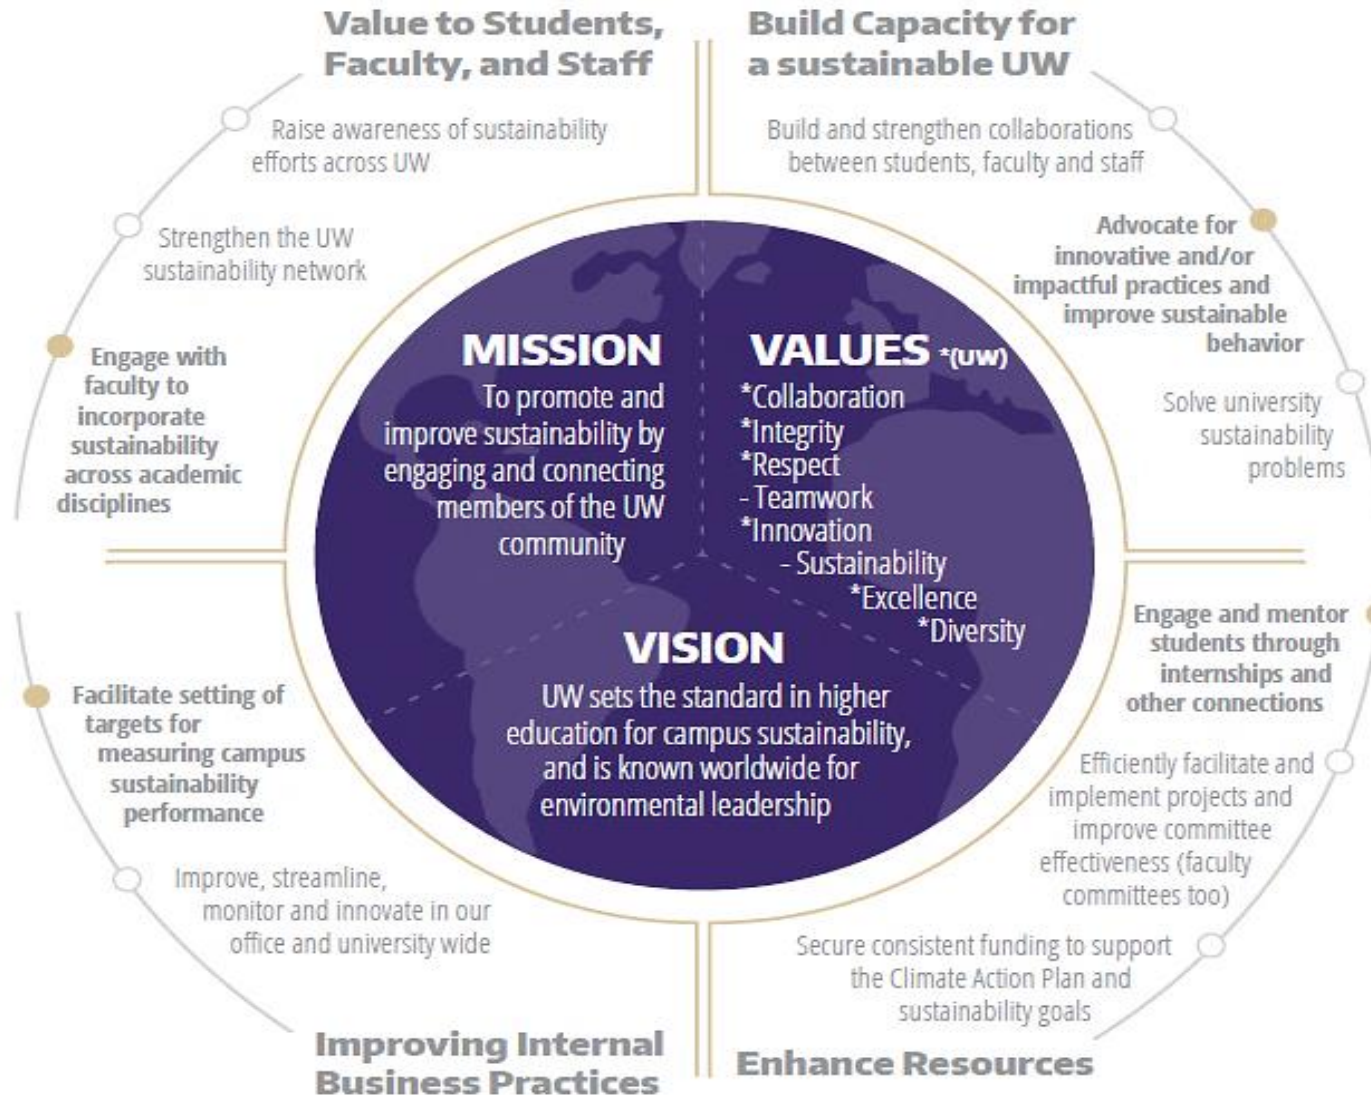 Value to Students,
Faculty, and Staff
Raise awareness of sustainability
efforts across UW
Strengthen the UW
sustainability network
Engage with
faculty to
incorporate
sustainability
across academic
disciplines
Build Capacity for
a sustainable UW
Build and strengthen collaborations
between students, faculty and staff
Advocate for
innovative and/or
impactful practices and
improve sustainable
behavior
Solve university
sustainability
problems
MISSION
To promote and
improve sustainability by
engaging and connecting
members of the UW
community
VALUES *(UW)
*Collaboration
*Integrity
*Respect
- Teamwork
*Innovation
- Sustainability
*Excellence
*Diversity
VISION
UW sets the standard in higher
education for campus sustainability,
and is known worldwide for
environmental leadership
Facilitate setting of
targets for
measuring campus
sustainability
performance
Improve, streamline,
monitor and innovate in our
office and university wide
Improving Internal
Business Practices
Engage and mentor
students through
internships and
other connections
Efficiently facilitate and
implement projects and
improve committee
effectiveness (faculty
committees too)
Secure consistent funding to support
the Climate Action Plan and
sustainability goals
Enhance Resources